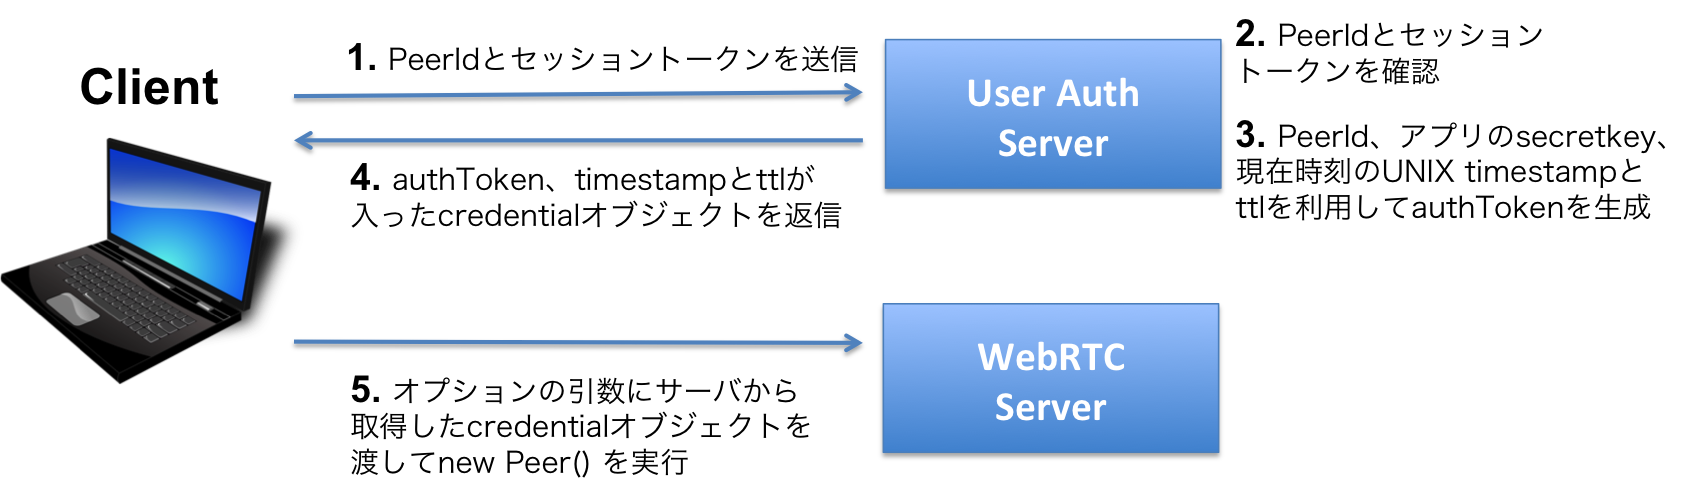 Client
1. PeerIdとセッショントークンを送信
User Auth
Server
2. PeerIdとセッション
トークンを確認
3. PeerId、アプリのsecretkey、
現在時刻のUNIX timestampと
ttlを利用してauthTokenを生成
4. authToken、timestampとttlが
入ったcredentialオブジェクトを返信
WebRTC
Server
5. オプションの引数にサーバから
取得したcredentialオブジェクトを
渡してnew Peer() を実行